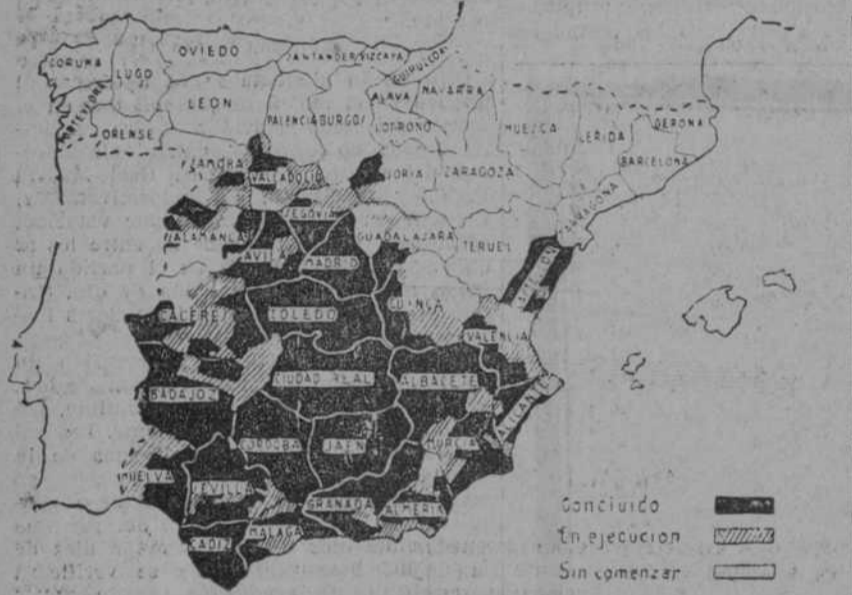 CORUÑA
LUGO
OVIEDO
SANTANDER
VIZCAYA
GUIPUZCOA
ALAVA
NAVARRA
PONTEVEDRA
ORENSE
LEON
PALENCIA
BURGOS
LOGROÑO
HUEZCA
LERIDA
GERONA
BARCELONA
ZAMORA
VALLADOLID
SORIA
ZARAGOZA
TARRAGONA
SALAMANCA
SEGOVIA
AVILA
MADRID
GUADALAJARA
TERUEL
CASTELLON
CACERES
TOLEDO
CUENCA
VALENCIA
BADAJOZ
CIUDAD REAL
ALBACETE
ALICANTE
HUELVA
SEVILLA
CORDOBA
JAEN
MURCIA
GRANADA
ALMERIA
CADIZ
MALAGA
Concluido
En ejecucion
Sin comenzar